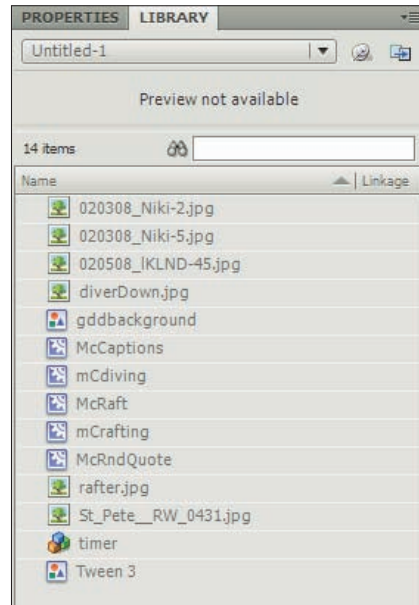 PROPERTIES LIBRARY
Untitled-1
Preview not available
14 items
Name Linkage
020308_Niki-2.jpg
020308_Niki-5.jpg
020508_lKLND-45.jpg
diverDown.jpg
gddbackground
McCaptions
mCdiving
McRaft
mCrafting
McRndQuote
rafter.jpg
St_Pete__RW_0431.jpg
timer
Tween 3